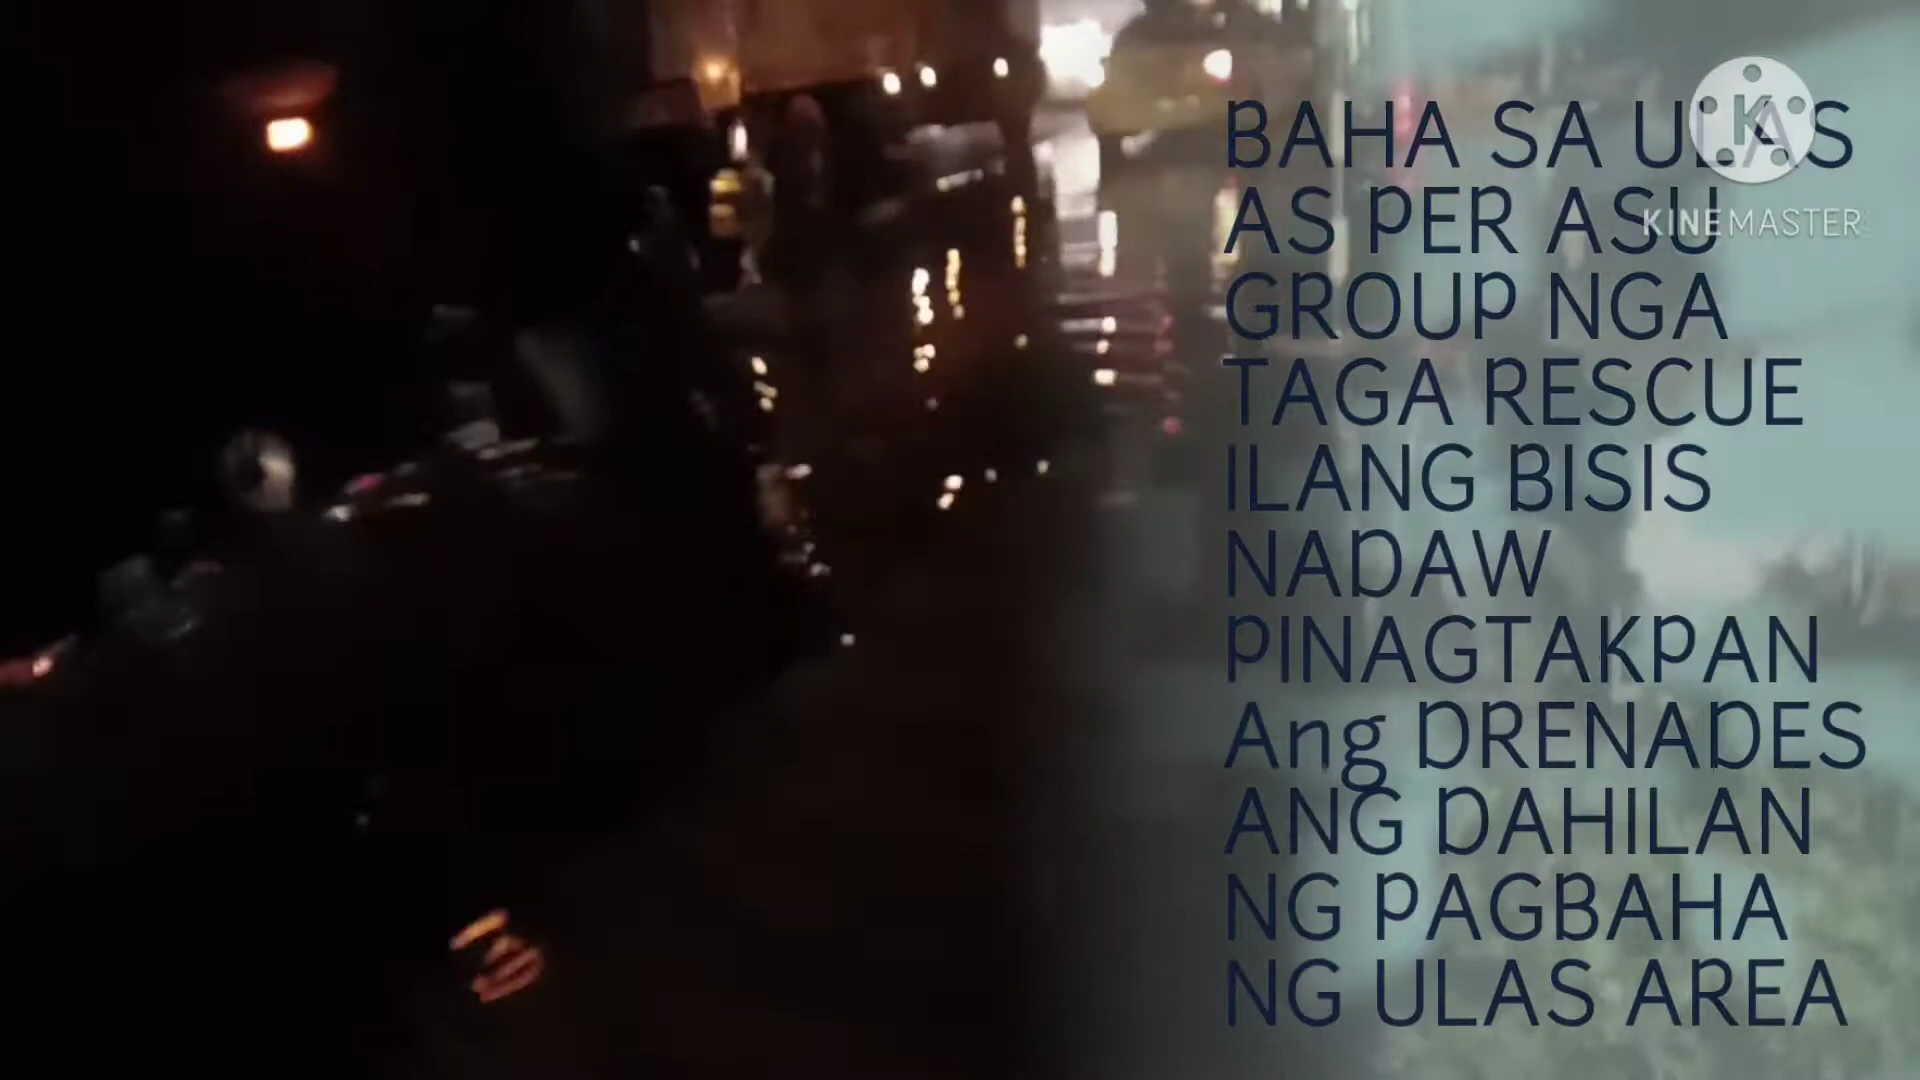 BAHA SA ULAS
AS PER ASU
GROUP NGA
TAGA RESCUE
ILANG BISIS
NADAW
PINAGTAKPAN
Ang DRENADES
ANG DAHILAN
NG PAGBAHA
NG ULAS AREA
K
KINEMASTER